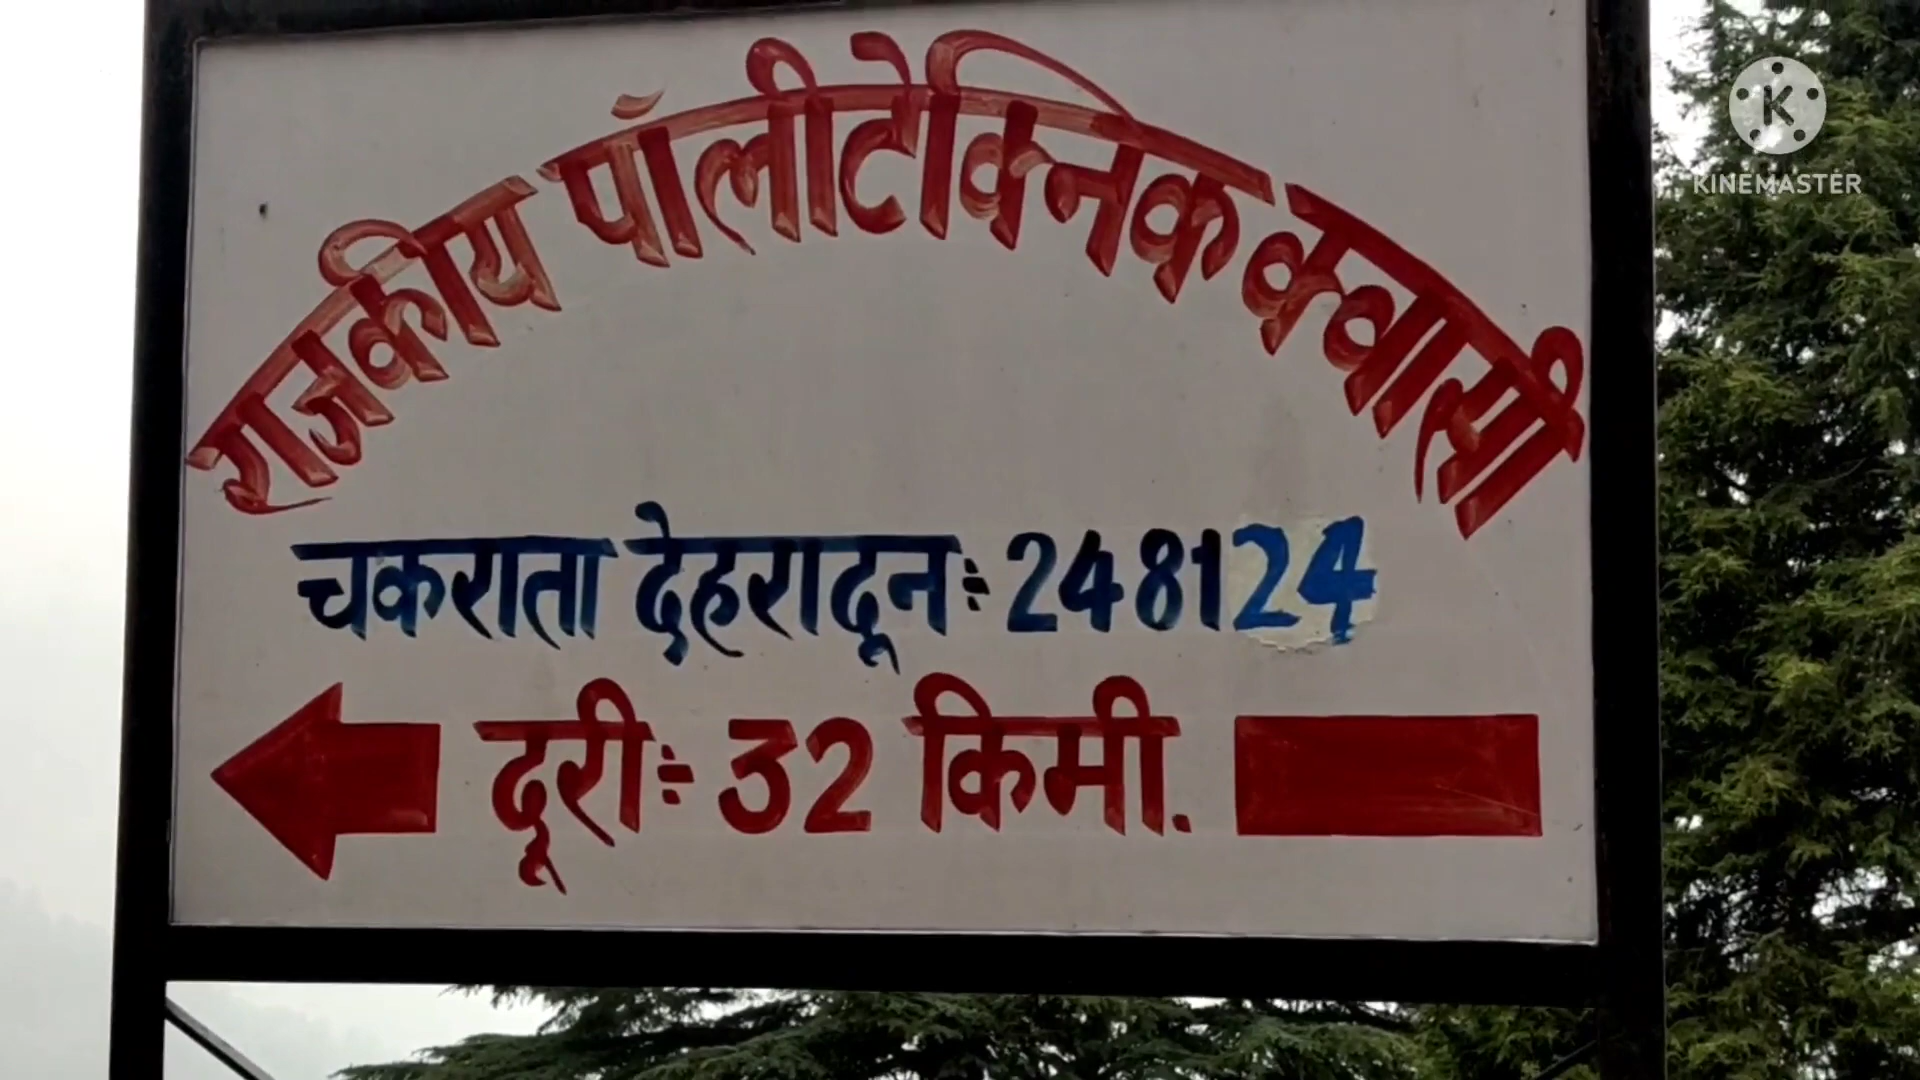 राजकीय पॉलीटेक्निक क्वासी
चकराता देहरादून÷ 248124
दूरी÷ 32 किमी.
KINEMASTER